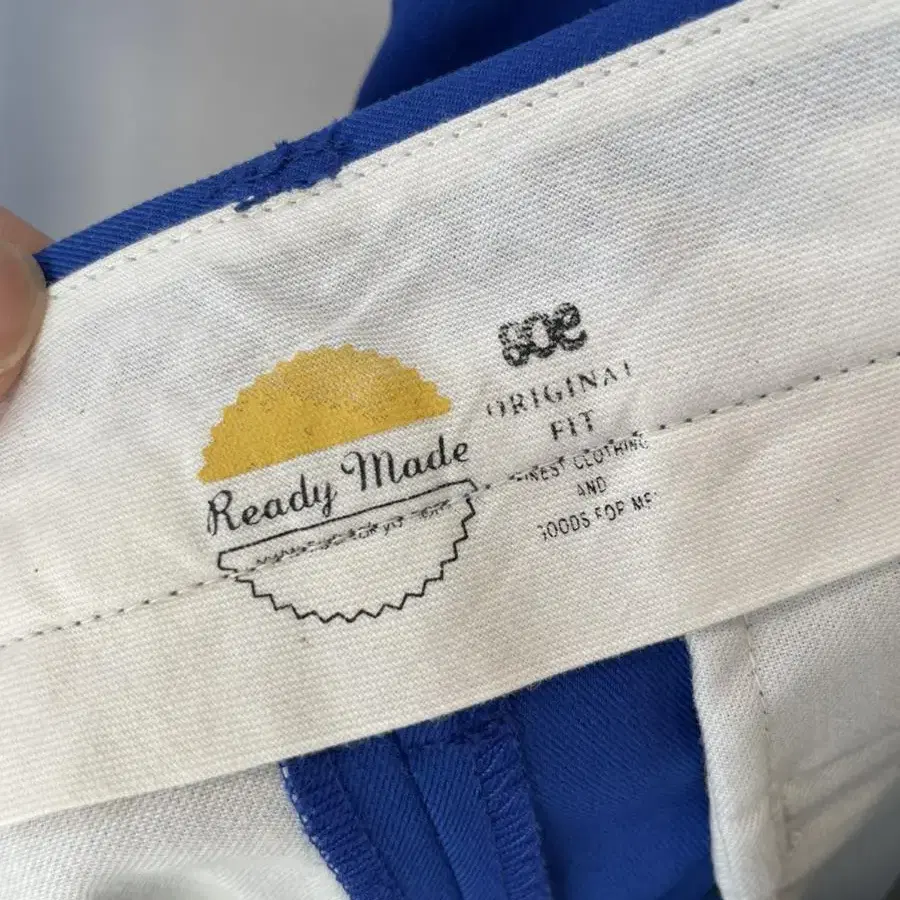 Ready Made
soe
ORIGINAL
FIT
FINEST CLOTHING
AND
GOODS FOR